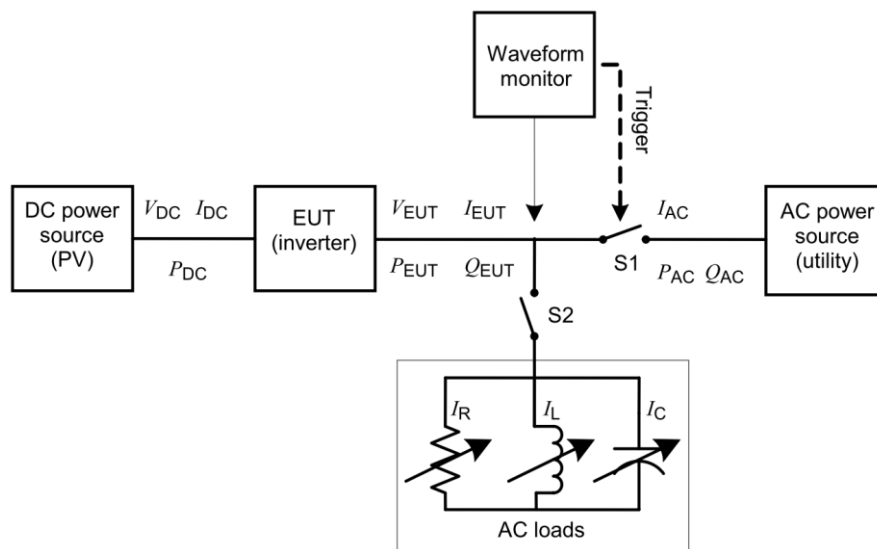 Waveform
monitor
Trigger
DC power
source
(PV)
V_DC I_DC
P_DC
EUT
(inverter)
V_EUT I_EUT
P_EUT Q_EUT
S1
I_AC
P_AC Q_AC
AC power
source
(utility)
S2
I_R I_L I_C
AC loads